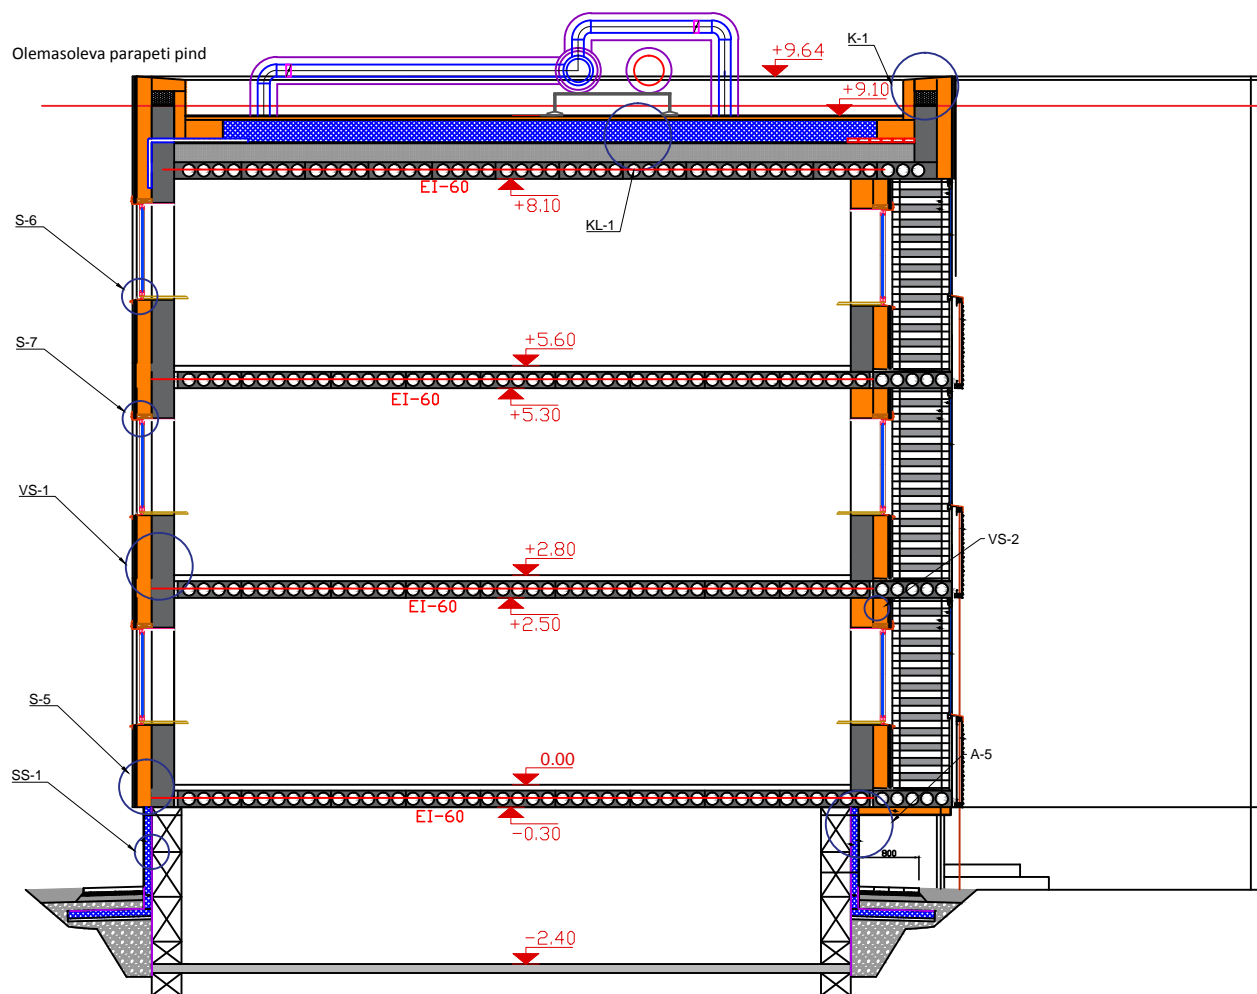 Olemasoleva parapeti pind
+9.64
K-1
+9.10
EI-60
+8.10
KL-1
S-6
S-7
+5.60
EI-60
+5.30
VS-1
+2.80
VS-2
EI-60
+2.50
S-5
0.00
A-5
SS-1
EI-60
-0.30
800
-2.40